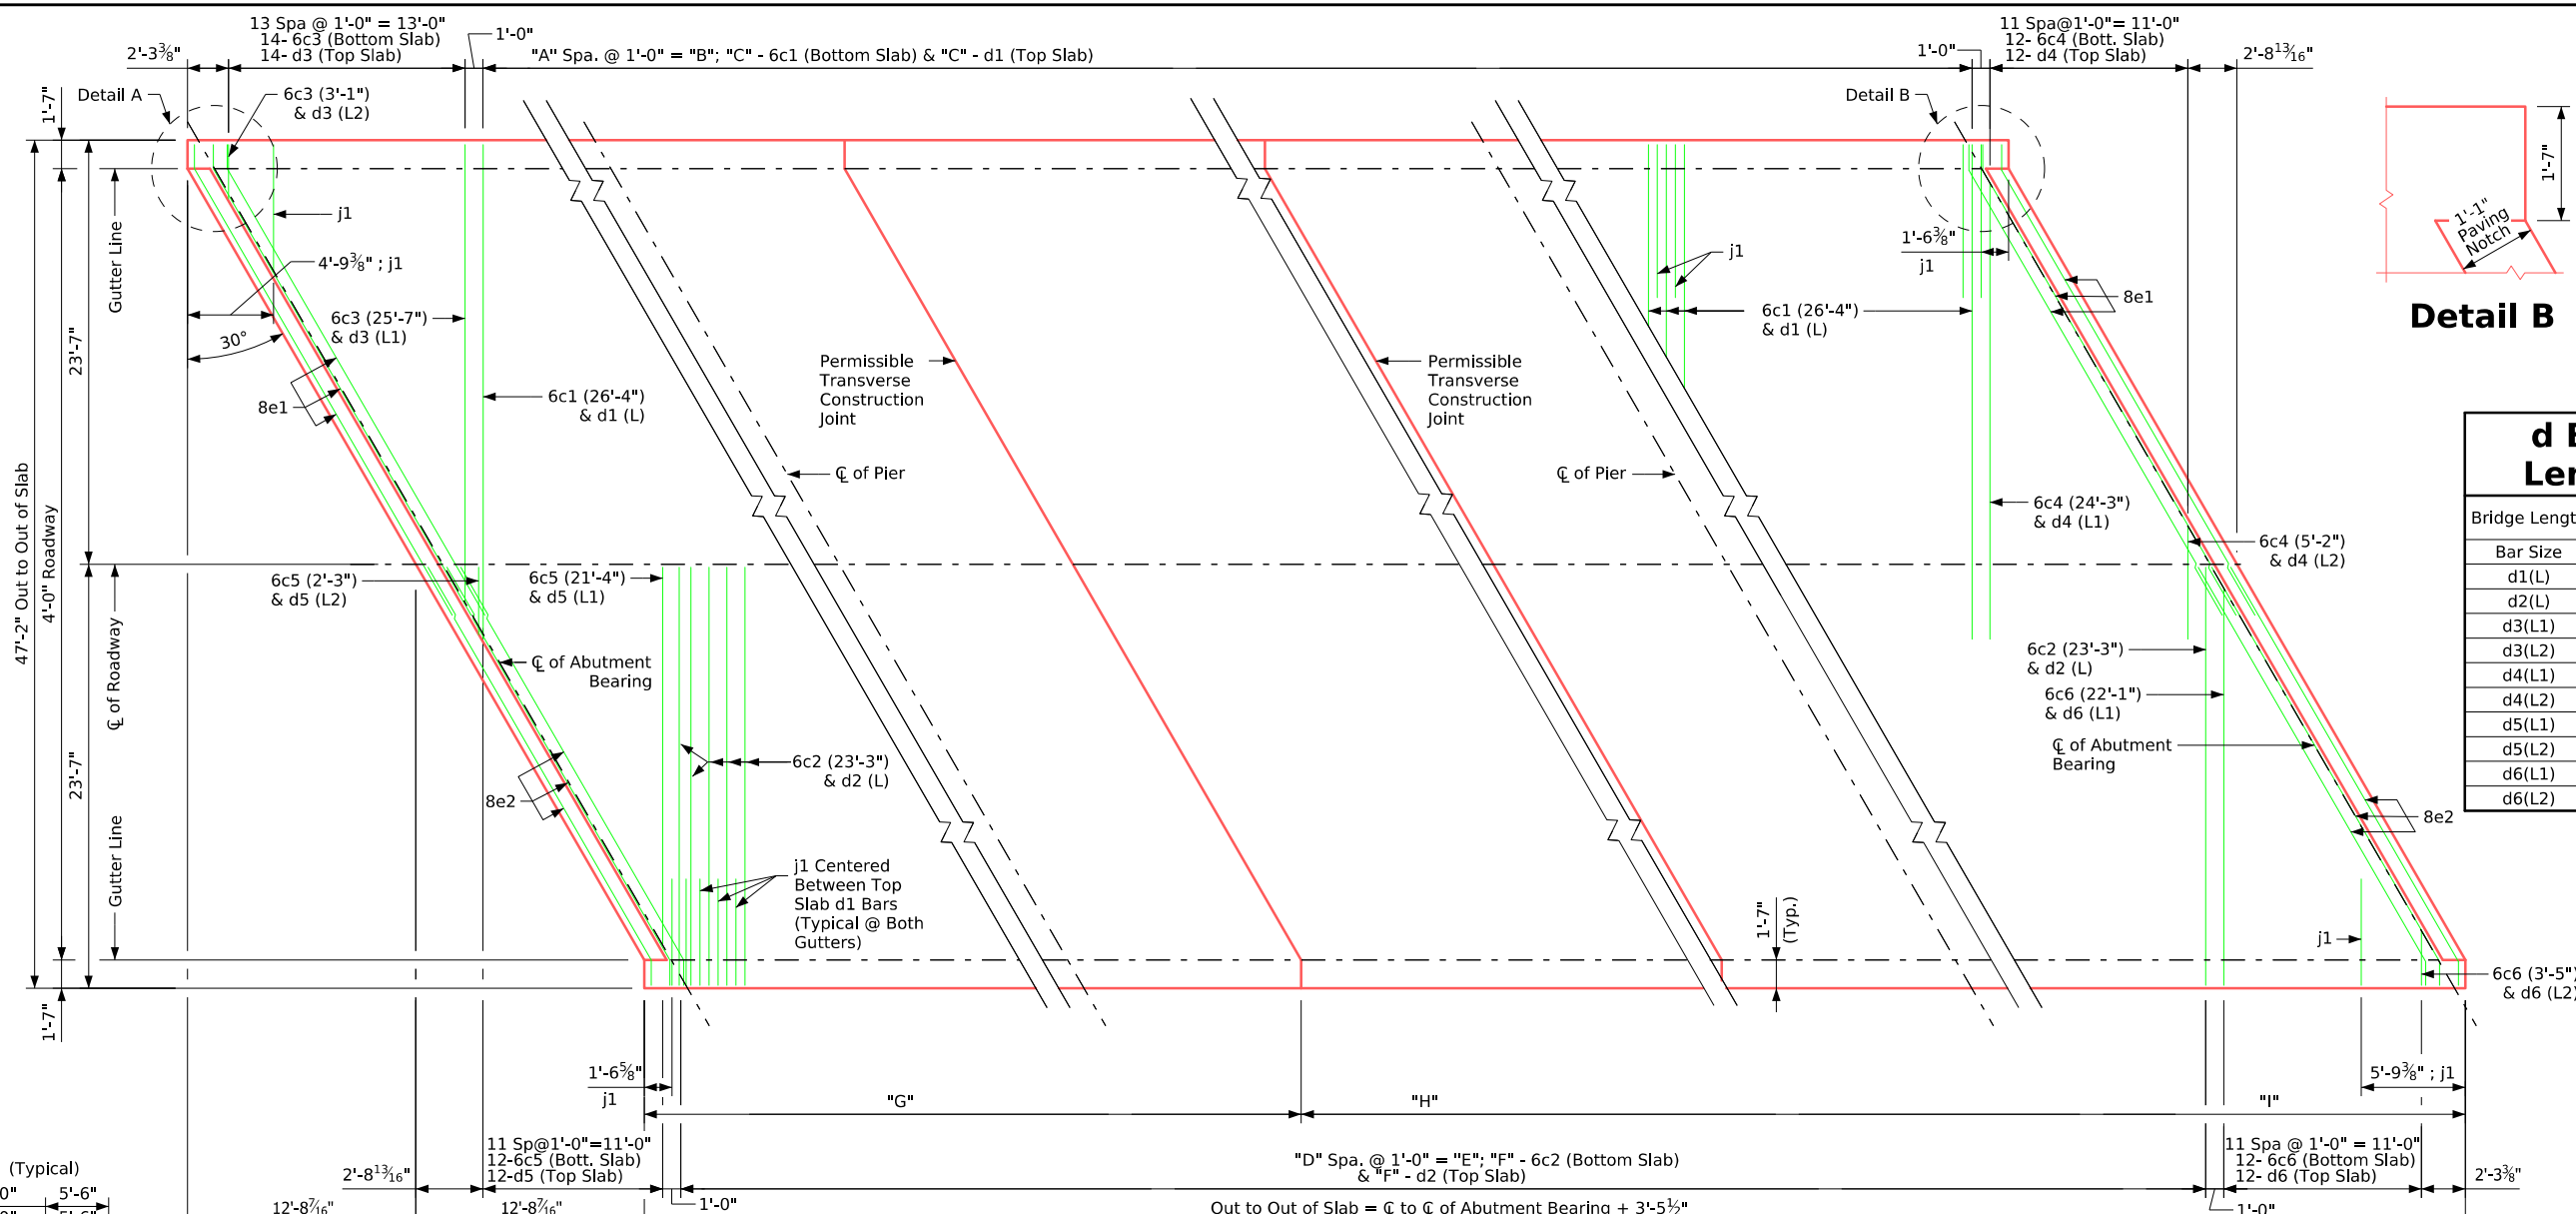 13 Spa @ 1'-0" = 13'-0"
14- 6c3 (Bottom Slab)
14- d3 (Top Slab)
2'-3⅜"
1'-0"
"A" Spa. @ 1'-0" = "B"; "C" - 6c1 (Bottom Slab) & "C" - d1 (Top Slab)
1'-0"
11 Spa@1'-0"= 11'-0"
12- 6c4 (Bott. Slab)
12- d4 (Top Slab)
2'-8¹³⁄₁₆"
1'-7"
Detail A
6c3 (3'-1")
& d3 (L2)
Detail B
1'-7"
1'-1"
Paving
Notch
Detail B
j1
4'-9⅜" ; j1
Gutter Line
30°
6c3 (25'-7")
& d3 (L1)
23'-7"
j1
1'-6⅜"
j1
6c1 (26'-4")
& d1 (L)
8e1
Permissible
Transverse
Construction
Joint
Permissible
Transverse
Construction
Joint
8e1
6c1 (26'-4")
& d1 (L)
℄ of Pier
℄ of Pier
47'-2" Out to Out of Slab
4'-0" Roadway
6c4 (24'-3")
& d4 (L1)
6c4 (5'-2")
& d4 (L2)
Bridge Lengt
Bar Size
d1(L)
d2(L)
d3(L1)
d3(L2)
d4(L1)
d4(L2)
d5(L1)
d5(L2)
d6(L1)
d6(L2)
6c5 (2'-3")
& d5 (L2)
6c5 (21'-4")
& d5 (L1)
℄ of Roadway
℄ of Abutment
Bearing
6c2 (23'-3")
& d2 (L)
6c6 (22'-1")
& d6 (L1)
℄ of Abutment
Bearing
23'-7"
6c2 (23'-3")
& d2 (L)
8e2
8e2
Gutter Line
j1 Centered
Between Top
Slab d1 Bars
(Typical @ Both
Gutters)
1'-7"
(Typ.)
j1
6c6 (3'-5")
& d6 (L2)
1'-7"
1'-6⅝"
j1
5'-9⅜" ; j1
"G"
"H"
"I"
11 Sp@1'-0"=11'-0"
12-6c5 (Bott. Slab)
12-d5 (Top Slab)
2'-8¹³⁄₁₆"
1'-0"
"D" Spa. @ 1'-0" = "E"; "F" - 6c2 (Bottom Slab)
& "F" - d2 (Top Slab)
11 Spa @ 1'-0" = 11'-0"
12- 6c6 (Bottom Slab)
12- d6 (Top Slab)
2'-3⅜"
1'-0"
(Typical)
0" 5'-6"
12'-8⁷⁄₁₆"
12'-8⁷⁄₁₆"
Out to Out of Slab = ℄ to ℄ of Abutment Bearing + 3'-5½"